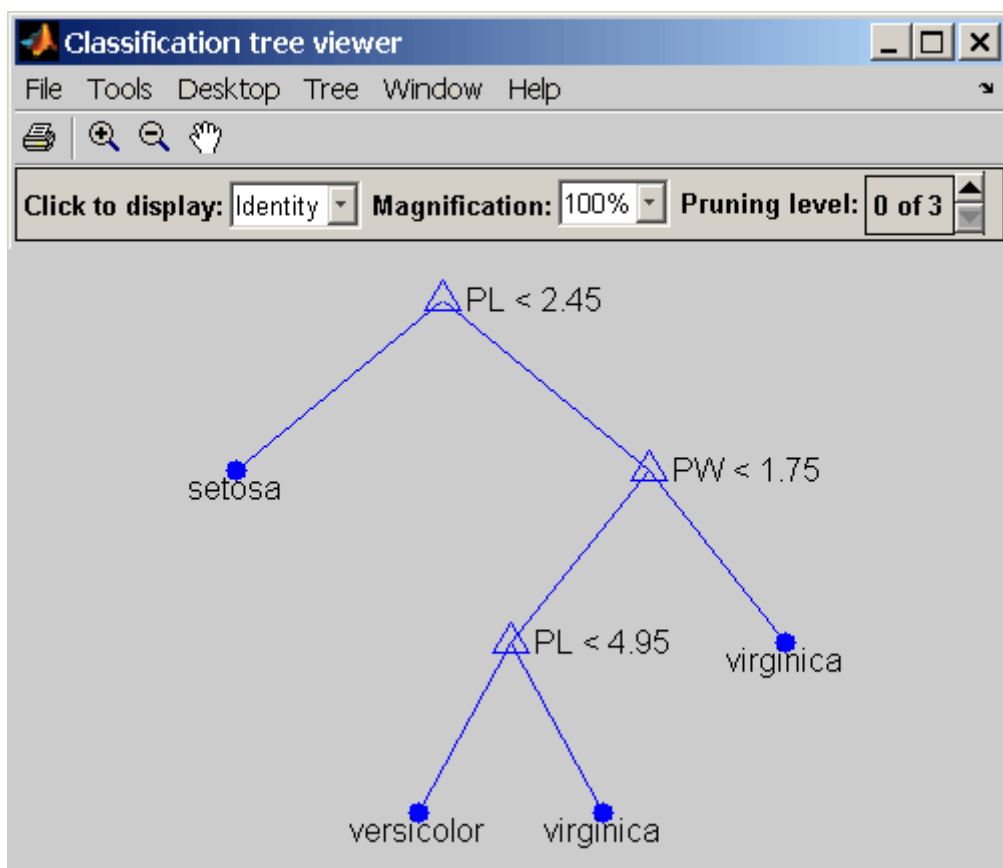 Classification tree viewer
File Tools Desktop Tree Window Help
Click to display: Identity Magnification: 100% Pruning level: 0 of 3
PL < 2.45
setosa
PW < 1.75
PL < 4.95
virginica
versicolor virginica